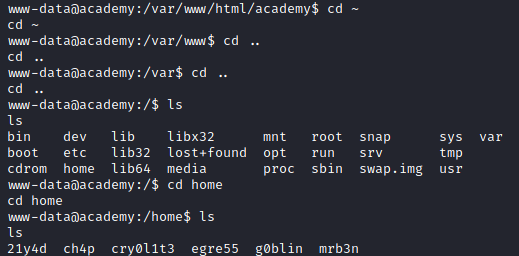 www-data@academy:/var/www/html/academy$ cd ~
cd ~
www-data@academy:/var/www$ cd ..
cd ..
www-data@academy:/var$ cd ..
cd ..
www-data@academy:/$ ls
ls
bin    dev   lib    libx32      mnt   root  snap      sys  var
boot   etc   lib32  lost+found  opt   run   srv       tmp
cdrom  home  lib64  media       proc  sbin  swap.img  usr
www-data@academy:/$ cd home
cd home
www-data@academy:/home$ ls
ls
21y4d  ch4p  cry0l1t3  egre55  g0blin  mrb3n